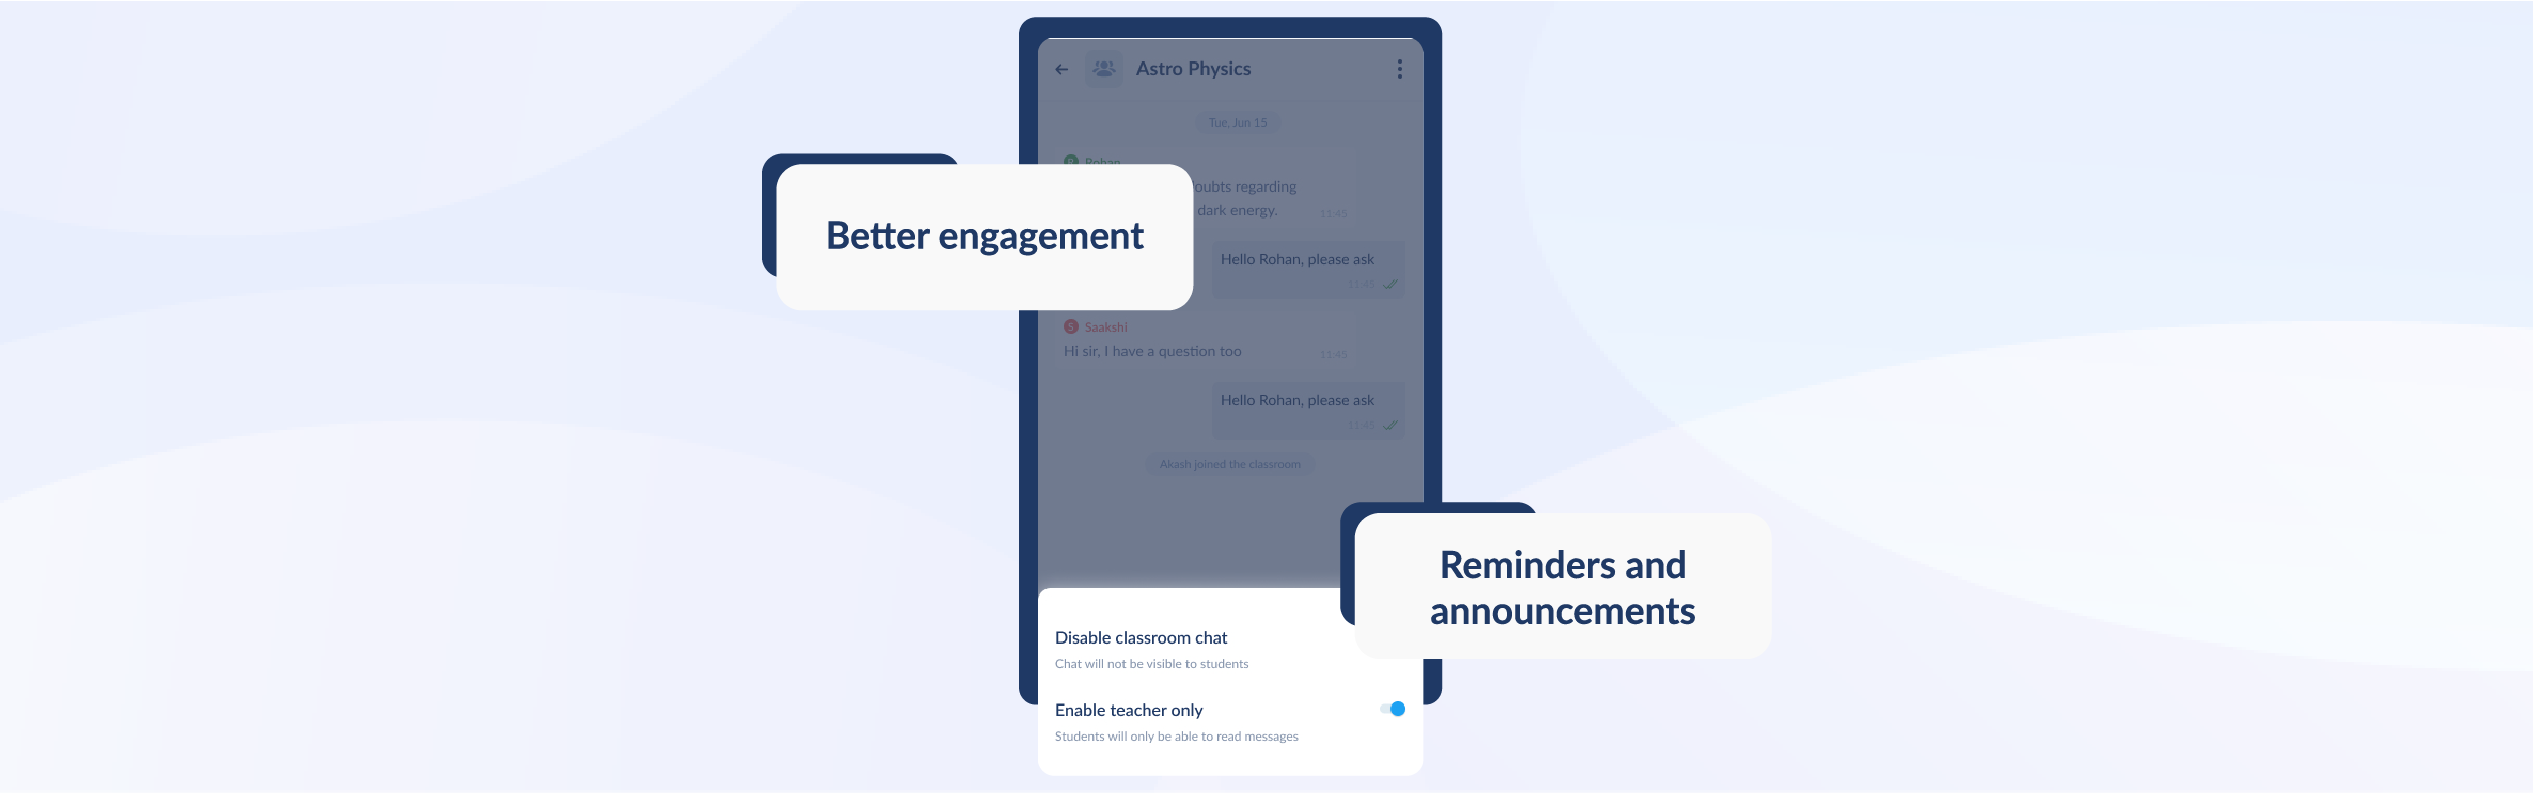 Astro Physics
Tue, Jun 15
R Rohan
oubts regarding
dark energy.
11:45
Better engagement
Hello Rohan, please ask
11:45
S Saakshi
Hi sir, I have a question too
11:45
Hello Rohan, please ask
11:45
Akash joined the classroom
Reminders and
announcements
Disable classroom chat
Chat will not be visible to students
Enable teacher only
Students will only be able to read messages